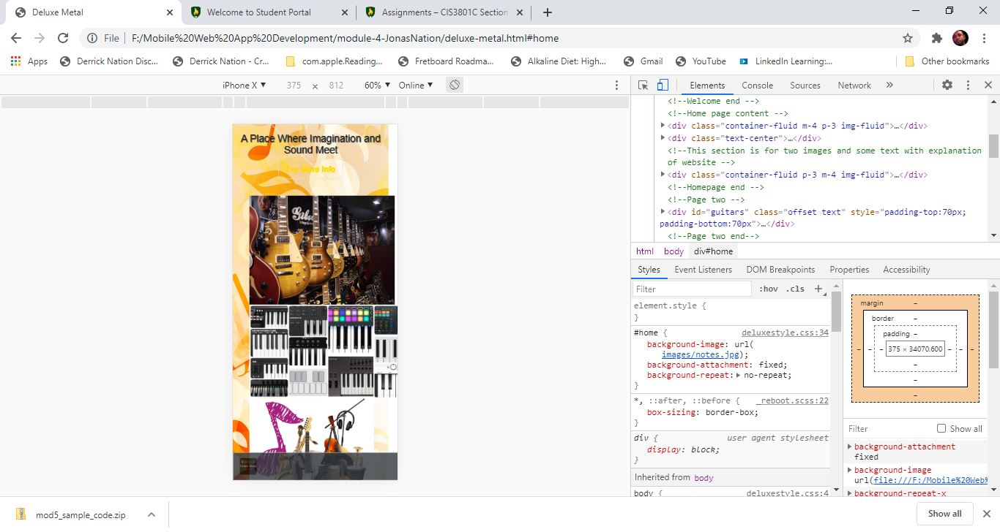 Deluxe Metal
Welcome to Student Portal
Assignments – CIS3801C Section
File
F:/Mobile%20Web%20App%20Development/module-4-JonasNation/deluxe-metal.html#home
Apps
Derrick Nation Disc...
Derrick Nation - Cr...
com.apple.Reading...
Fretboard Roadma...
Alkaline Diet: High...
Gmail
YouTube
LinkedIn Learning:...
Other bookmarks
iPhone X ▼ 375 × 812 60% ▼ Online ▼
Elements Console Sources Network »
A Place Where Imagination and
Sound Meet
For More Info
Gibs
<!--Welcome end -->
<!--Home page content -->
<div class="container-fluid m-4 p-3 img-fluid">…</div>
<div class="text-center">…</div>
<!--This section is for two images and some text with explanation
of website -->
<div class="container-fluid p-3 m-4 img-fluid">…</div>
<!--Homepage end -->
<!--Page two -->
<div id="guitars" class="offset text" style="padding-top:70px;
padding-bottom:70px">…</div>
<!--Page two end-->
html body div#home
Styles Event Listeners DOM Breakpoints Properties Accessibility
Filter :hov .cls +
element.style {
}
#home { deluxestyle.css:34
background-image: url(
images/notes.jpg);
background-attachment: fixed;
background-repeat: no-repeat;
}
*, ::after, ::before { _reboot.scss:22
box-sizing: border-box;
}
div { user agent stylesheet
display: block;
}
Inherited from body
body { deluxestyle.css:4
margin –
border –
padding –
– – – 375 × 34070.600 – – –
–
–
–
Filter Show all
background-attachment
fixed
background-image
url(file:///F:/Mobile%20Web%
background-repeat-x
mod5_sample_code.zip
Show all